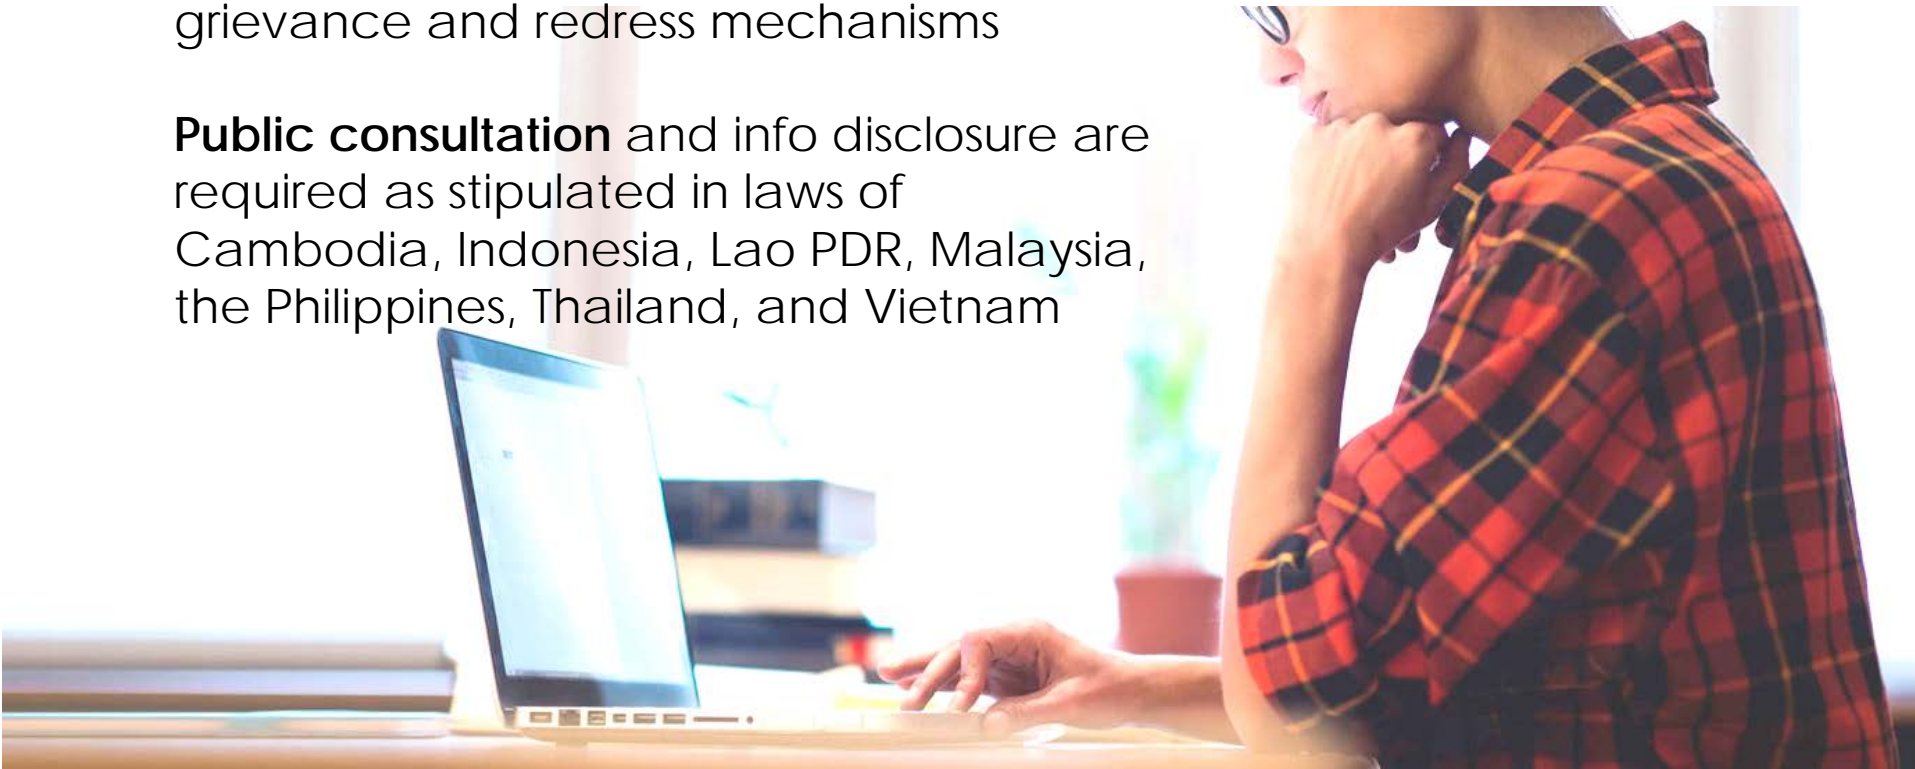 grievance and redress mechanisms
Public consultation and info disclosure are
required as stipulated in laws of
Cambodia, Indonesia, Lao PDR, Malaysia,
the Philippines, Thailand, and Vietnam